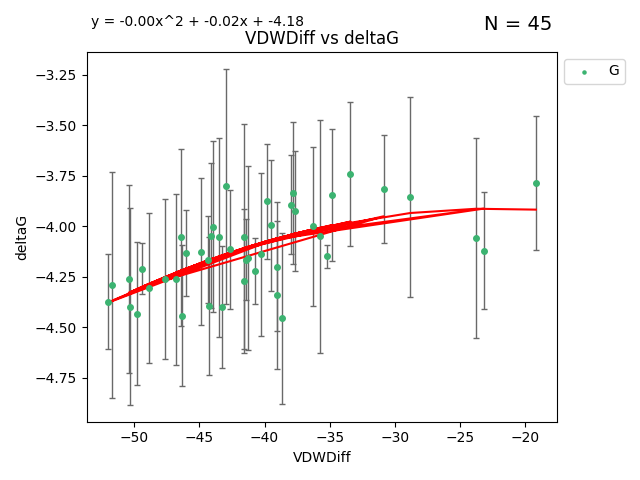 y = -0.00x^2 + -0.02x + -4.18
N = 45
VDWDiff vs deltaG
G
−3.25
−3.50
−3.75
−4.00
−4.25
−4.50
−4.75
deltaG
−50
−45
−40
−35
−30
−25
−20
VDWDiff